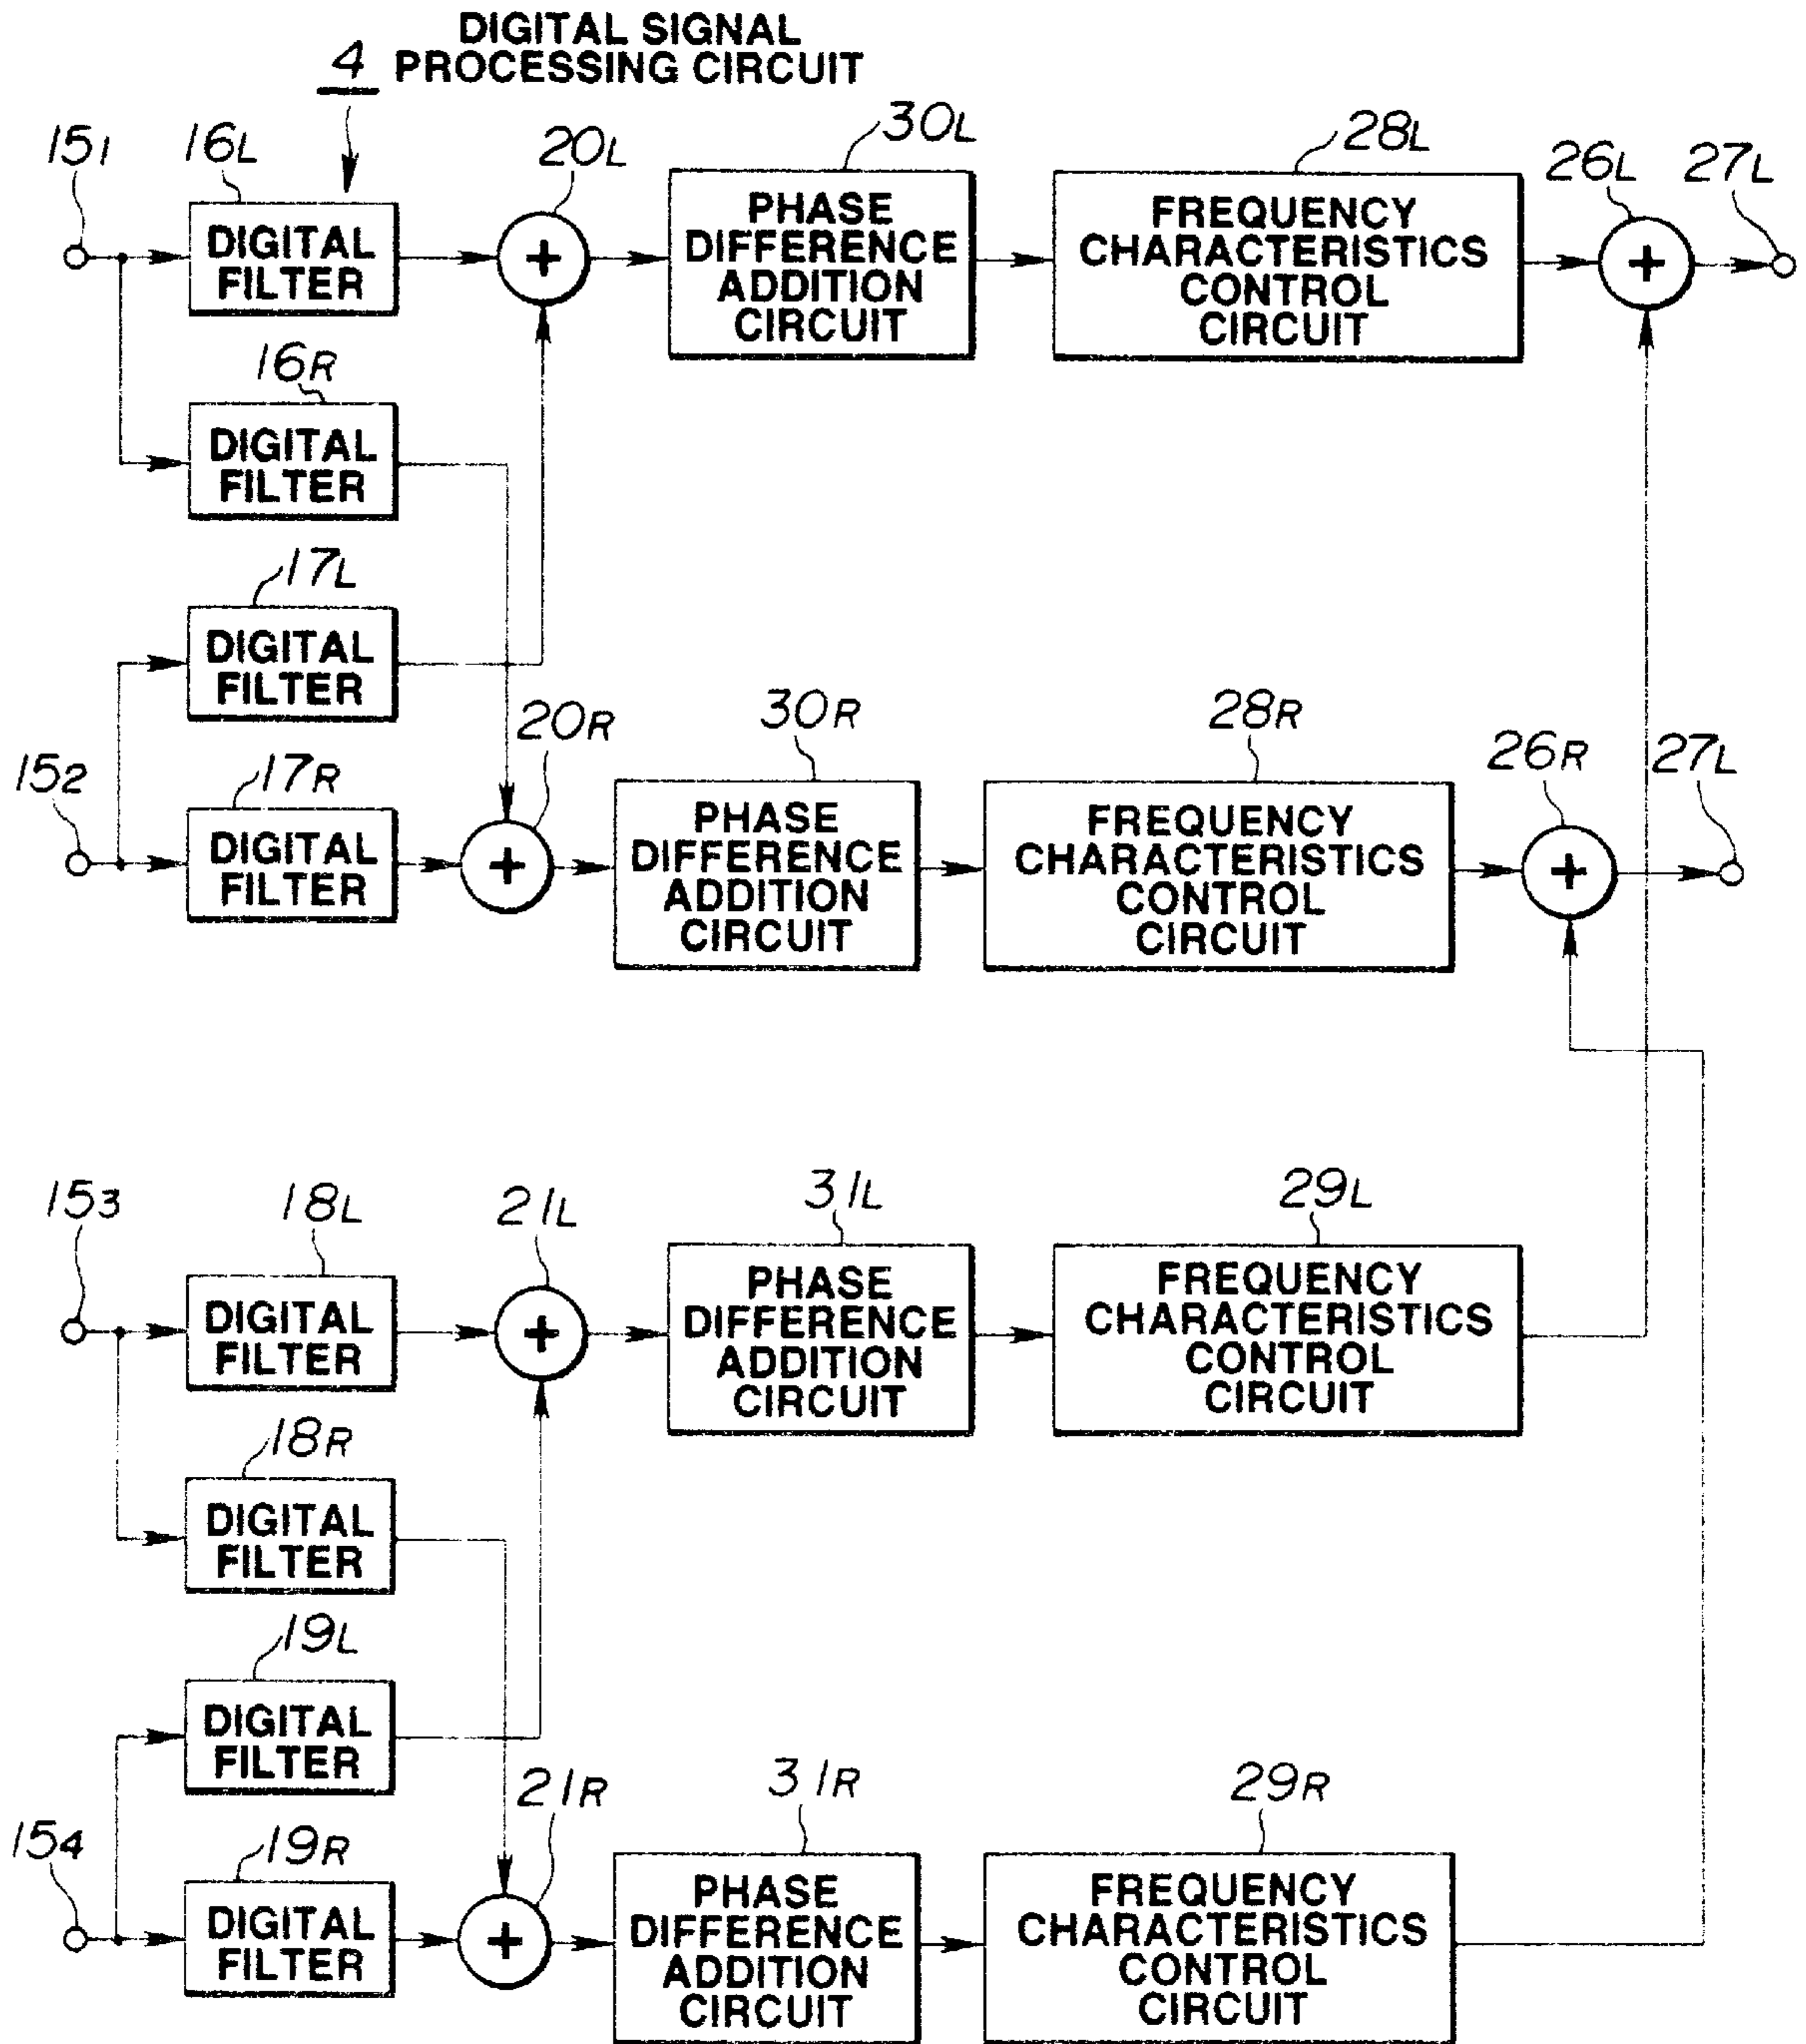 DIGITAL SIGNAL
4 PROCESSING CIRCUIT
151 16L 20L 30L 28L 26L 27L
DIGITAL
FILTER
+
PHASE
DIFFERENCE
ADDITION
CIRCUIT
FREQUENCY
CHARACTERISTICS
CONTROL
CIRCUIT
+
16R
DIGITAL
FILTER
17L
DIGITAL
FILTER
152 17R 20R 30R 28R 26R 27L
DIGITAL
FILTER
+
PHASE
DIFFERENCE
ADDITION
CIRCUIT
FREQUENCY
CHARACTERISTICS
CONTROL
CIRCUIT
+
153 18L 21L 31L 29L
DIGITAL
FILTER
+
PHASE
DIFFERENCE
ADDITION
CIRCUIT
FREQUENCY
CHARACTERISTICS
CONTROL
CIRCUIT
18R
DIGITAL
FILTER
19L
DIGITAL
FILTER
154 19R 21R 31R 29R
DIGITAL
FILTER
+
PHASE
DIFFERENCE
ADDITION
CIRCUIT
FREQUENCY
CHARACTERISTICS
CONTROL
CIRCUIT